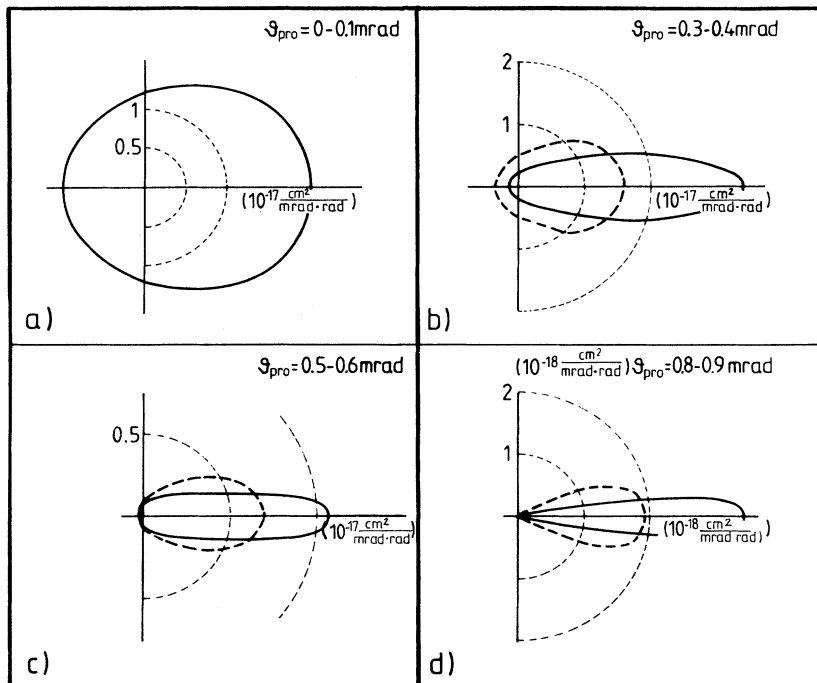 ϑpro = 0-0.1mrad
1
0.5
(10⁻¹⁷ cm²/mrad·rad)
a)
ϑpro = 0.3-0.4mrad
2
1
(10⁻¹⁷ cm²/mrad·rad)
b)
ϑpro = 0.5-0.6mrad
0.5
(10⁻¹⁷ cm²/mrad·rad)
c)
(10⁻¹⁸ cm²/mrad·rad) ϑpro = 0.8-0.9 mrad
2
1
(10⁻¹⁸ cm²/mrad rad)
d)